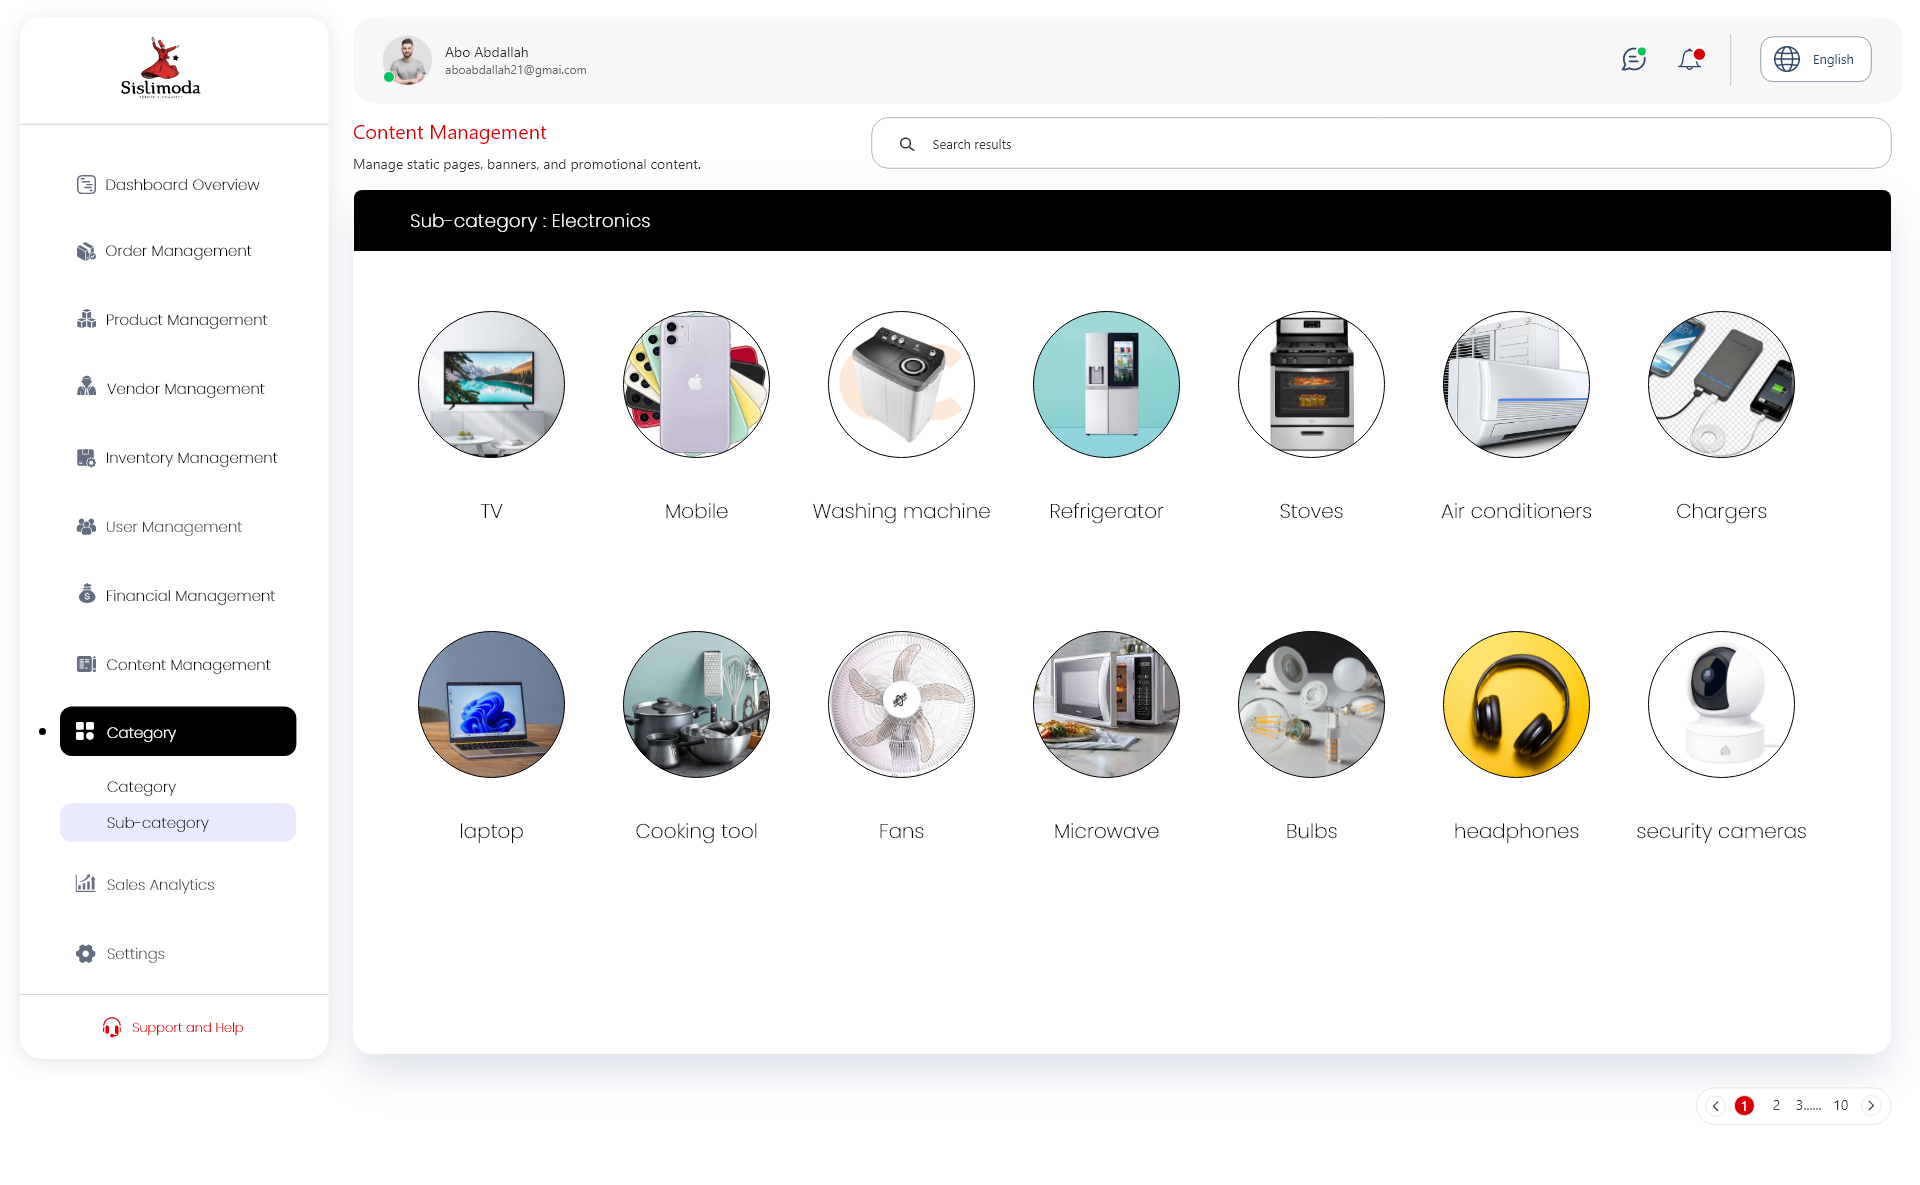 Sislimoda
Dashboard Overview
Order Management
Product Management
Vendor Management
Inventory Management
User Management
Financial Management
Content Management
Category
Category
Sub-category
Sales Analytics
Settings
Support and Help
Abo Abdallah
aboabdallah21@gmai.com
English
Content Management
Manage static pages, banners, and promotional content.
Search results
Sub-category : Electronics
TV
Mobile
Washing machine
Refrigerator
Stoves
Air conditioners
Chargers
laptop
Cooking tool
Fans
Microwave
Bulbs
headphones
security cameras
1 2 3...... 10